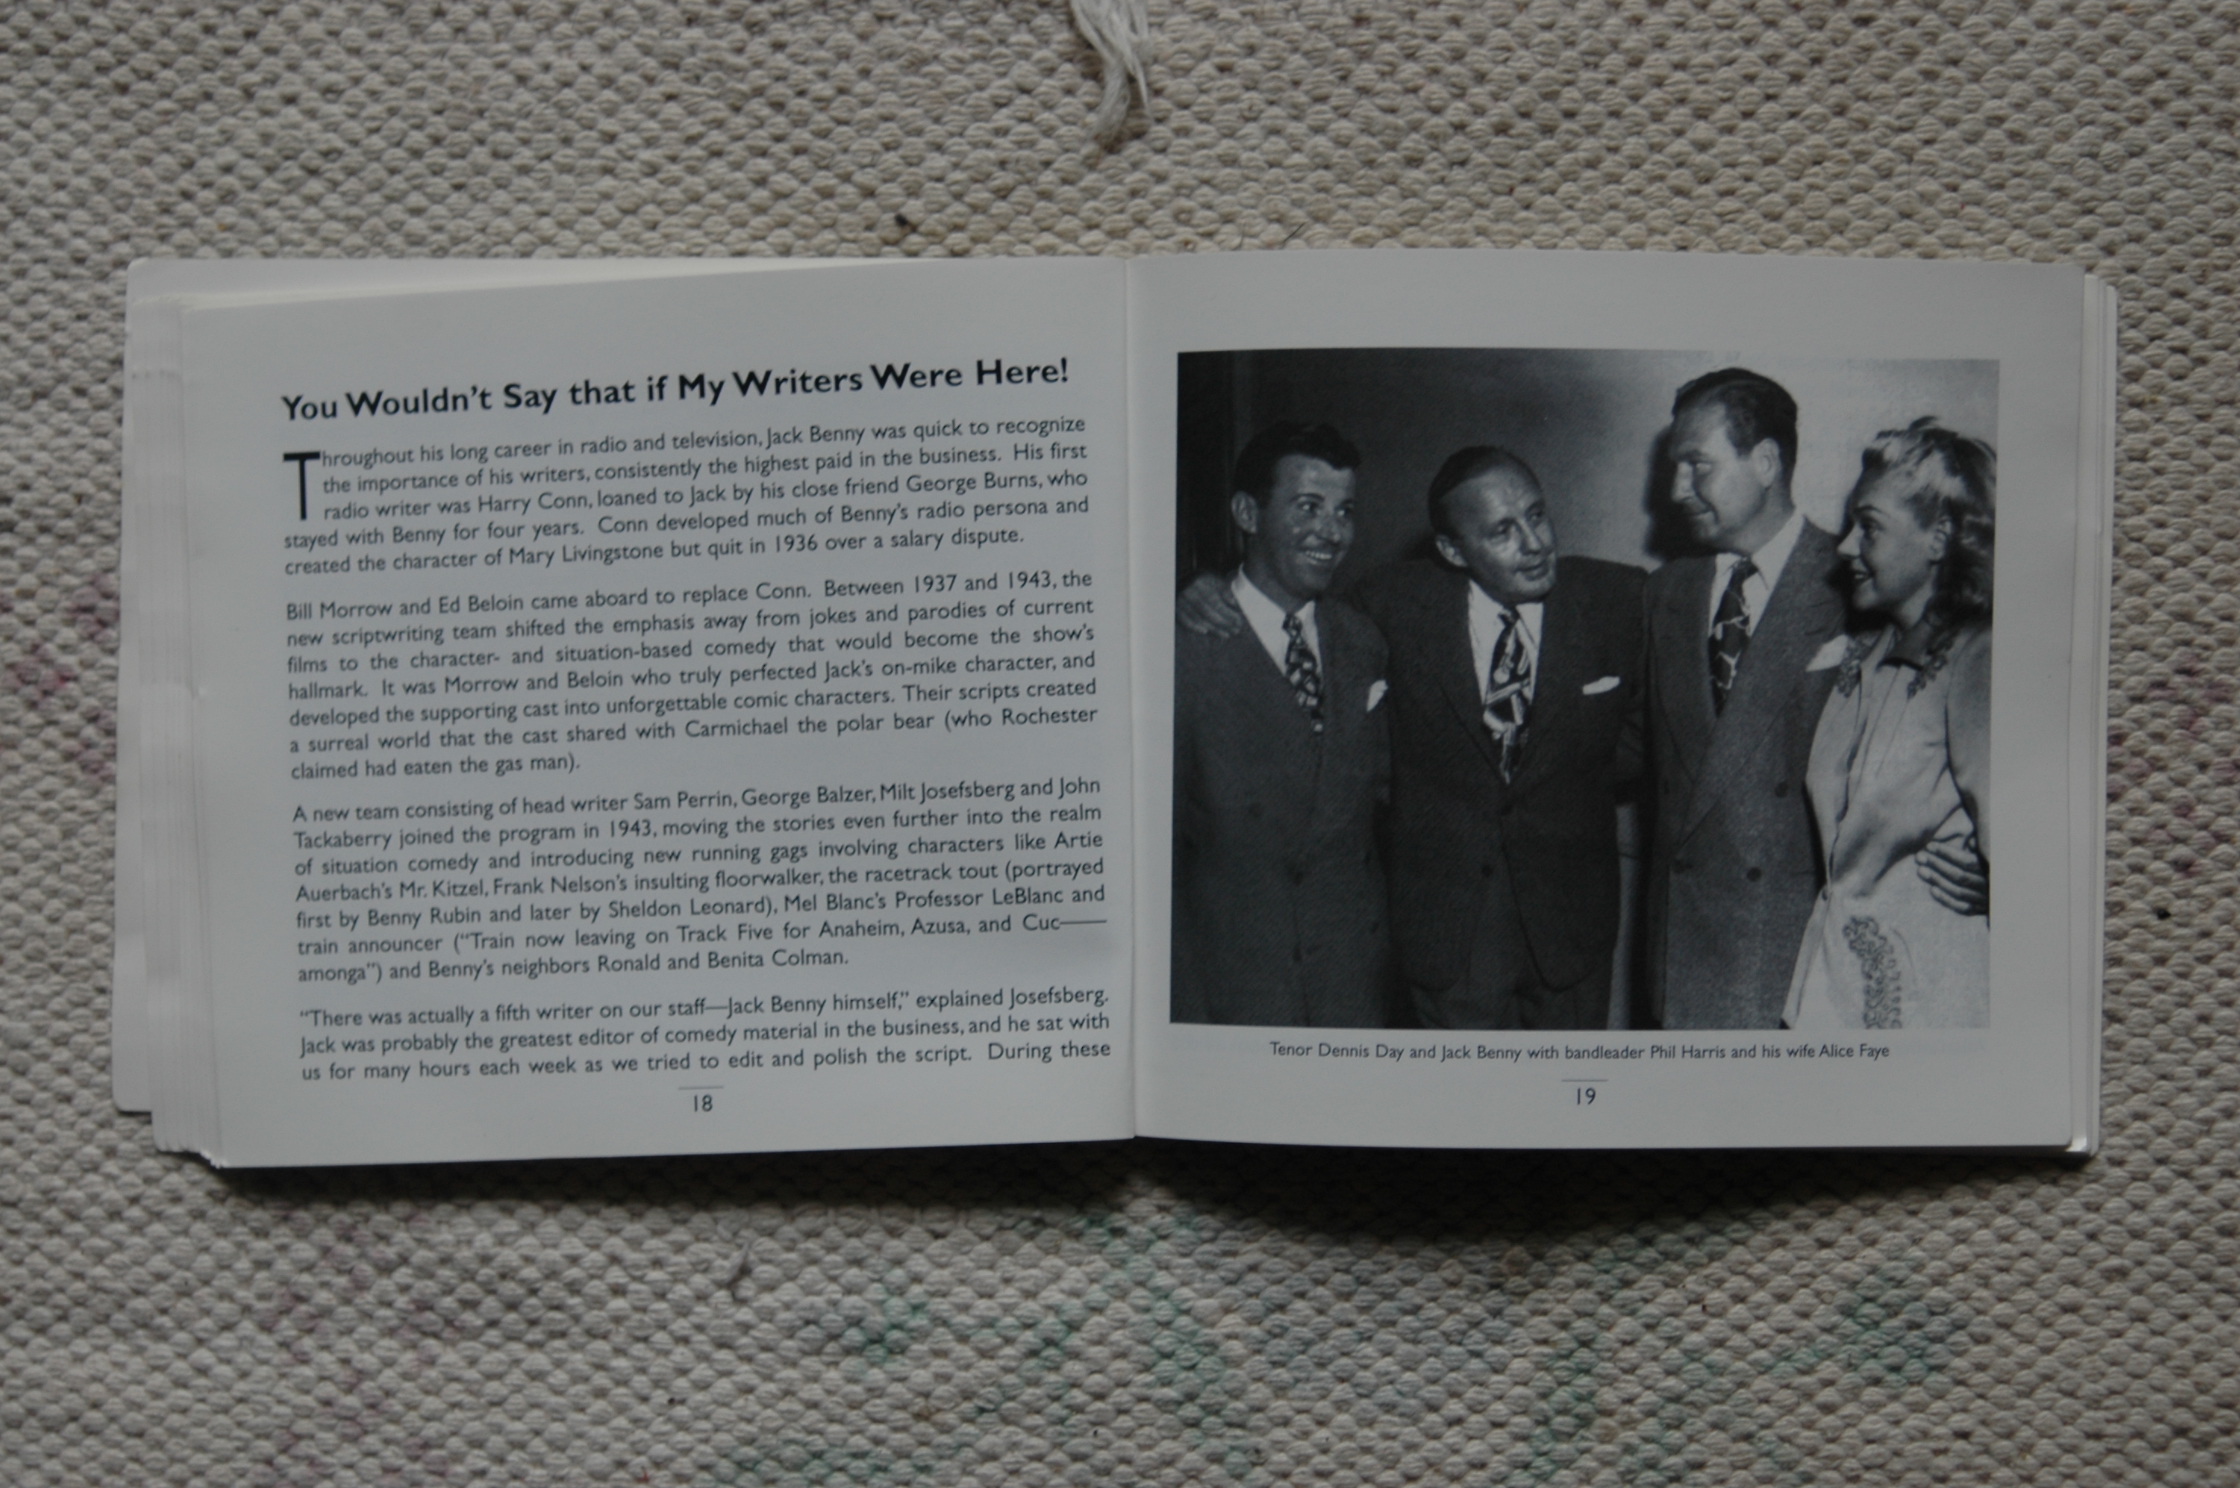 You Wouldn't Say that if My Writers Were Here!
Throughout his long career in radio and television, Jack Benny was quick to recognize
the importance of his writers, consistently the highest paid in the business. His first
radio writer was Harry Conn, loaned to Jack by his close friend George Burns, who
stayed with Benny for four years. Conn developed much of Benny's radio persona and
created the character of Mary Livingstone but quit in 1936 over a salary dispute.
Bill Morrow and Ed Beloin came aboard to replace Conn. Between 1937 and 1943, the
new scriptwriting team shifted the emphasis away from jokes and parodies of current
films to the character- and situation-based comedy that would become the show's
hallmark. It was Morrow and Beloin who truly perfected Jack's on-mike character, and
developed the supporting cast into unforgettable comic characters. Their scripts created
a surreal world that the cast shared with Carmichael the polar bear (who Rochester
claimed had eaten the gas man).
A new team consisting of head writer Sam Perrin, George Balzer, Milt Josefsberg and John
Tackaberry joined the program in 1943, moving the stories even further into the realm
of situation comedy and introducing new running gags involving characters like Artie
Auerbach's Mr. Kitzel, Frank Nelson's insulting floorwalker, the racetrack tout (portrayed
first by Benny Rubin and later by Sheldon Leonard), Mel Blanc's Professor LeBlanc and
train announcer ("Train now leaving on Track Five for Anaheim, Azusa, and Cuc——
amonga") and Benny's neighbors Ronald and Benita Colman.
"There was actually a fifth writer on our staff—Jack Benny himself," explained Josefsberg.
Jack was probably the greatest editor of comedy material in the business, and he sat with
us for many hours each week as we tried to edit and polish the script. During these
18
Tenor Dennis Day and Jack Benny with bandleader Phil Harris and his wife Alice Faye
19